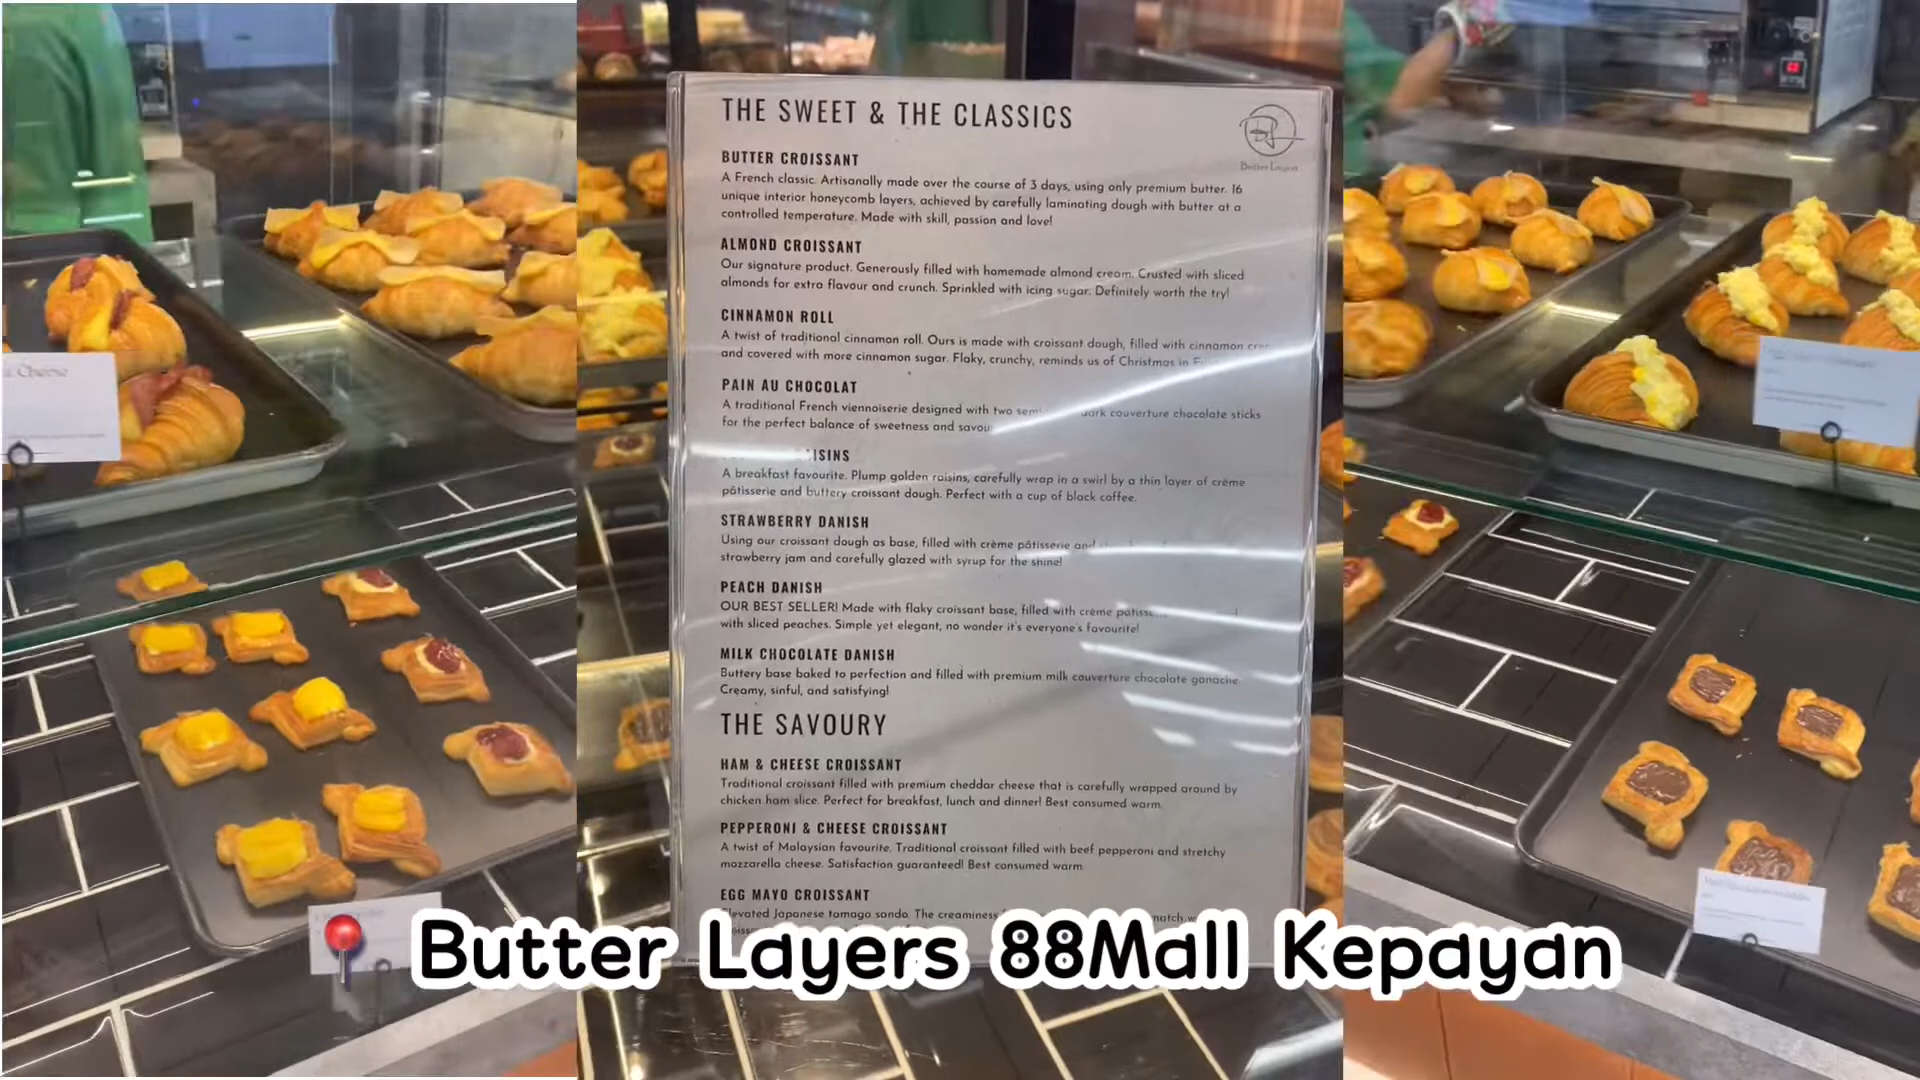 THE SWEET & THE CLASSICS
Butter Layers
BUTTER CROISSANT
A French classic. Artisanally made over the course of 3 days, using only premium butter. 16
unique interior honeycomb layers, achieved by carefully laminating dough with butter at a
controlled temperature. Made with skill, passion and love!
ALMOND CROISSANT
Our signature product. Generously filled with homemade almond cream. Crusted with sliced
almonds for extra flavour and crunch. Sprinkled with icing sugar. Definitely worth the try!
CINNAMON ROLL
A twist of traditional cinnamon roll. Ours is made with croissant dough, filled with cinnamon
and covered with more cinnamon sugar. Flaky, crunchy, reminds us of Christmas in
PAIN AU CHOCOLAT
A traditional French viennoiserie designed with two dark couverture chocolate sticks
for the perfect balance of sweetness and
A breakfast favourite. Plump golden raisins, carefully wrap in a swirl by a thin layer of crème
pâtisserie and buttery croissant dough. Perfect with a cup of black coffee.
STRAWBERRY DANISH
Using our croissant dough as base, filled with crème pâtisserie and
strawberry jam and carefully glazed with syrup for the shine!
PEACH DANISH
OUR BEST SELLER! Made with flaky croissant base, filled with crème
with sliced peaches. Simple yet elegant, no wonder it's everyone's favourite!
MILK CHOCOLATE DANISH
Buttery base baked to perfection and filled with premium milk couverture chocolate ganache.
Creamy, sinful, and satisfying!
THE SAVOURY
HAM & CHEESE CROISSANT
Traditional croissant filled with premium cheddar cheese that is carefully wrapped around by
chicken ham slice. Perfect for breakfast, lunch and dinner! Best consumed warm.
PEPPERONI & CHEESE CROISSANT
A twist of Malaysian favourite. Traditional croissant filled with beef pepperoni and stretchy
mozzarella cheese. Satisfaction guaranteed! Best consumed warm.
EGG MAYO CROISSANT
Elevated Japanese tamago sando. The creaminess
Cheese
Butter Layers 88Mall Kepayan